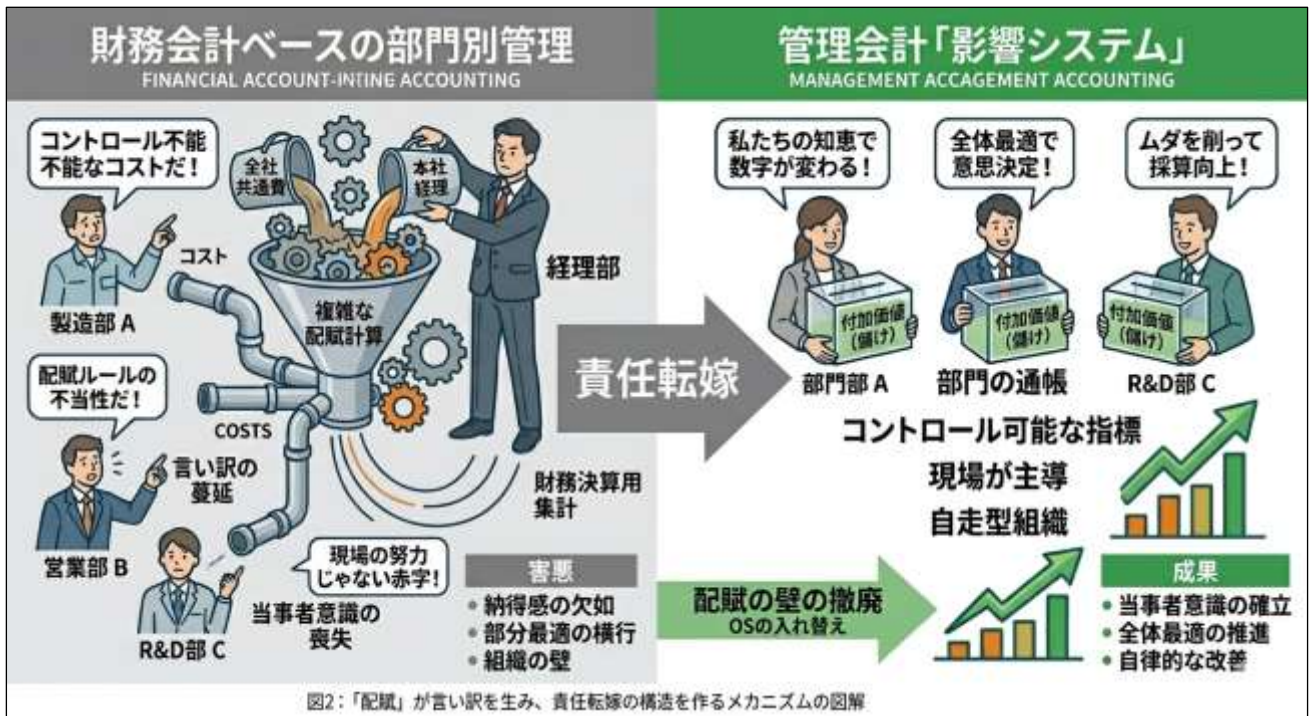 財務会計ベースの部門別管理
FINANCIAL ACCOUNT-INTINE ACCOUNTING
コントロール不能
不能なコストだ!
製造部 A
全社
共通費
本社
経理
コスト
複雑な
配賦計算
経理部
配賦ルールの
不当性だ!
営業部 B
COSTS
言い訳の
蔓延
R&D部 C
現場の努力
じゃない赤字!
当事者意識の
喪失
財務決算用
集計
害悪
• 納得感の欠如
• 部分最適の横行
• 組織の壁
責任転嫁
管理会計「影響システム」
MANAGEMENT ACCAGEMENT ACCOUNTING
私たちの知恵で
数字が変わる!
全体最適で
意思決定!
ムダを削って
採算向上!
付加価値
(儲け)
付加価値
(儲け)
付加価値
(儲け)
部門部 A
部門の通帳
R&D部 C
コントロール可能な指標
現場が主導
自走型組織
配賦の壁の撤廃
OSの入れ替え
成果
• 当事者意識の確立
• 全体最適の推進
• 自律的な改善
図2:「配賦」が言い訳を生み、責任転嫁の構造を作るメカニズムの図解